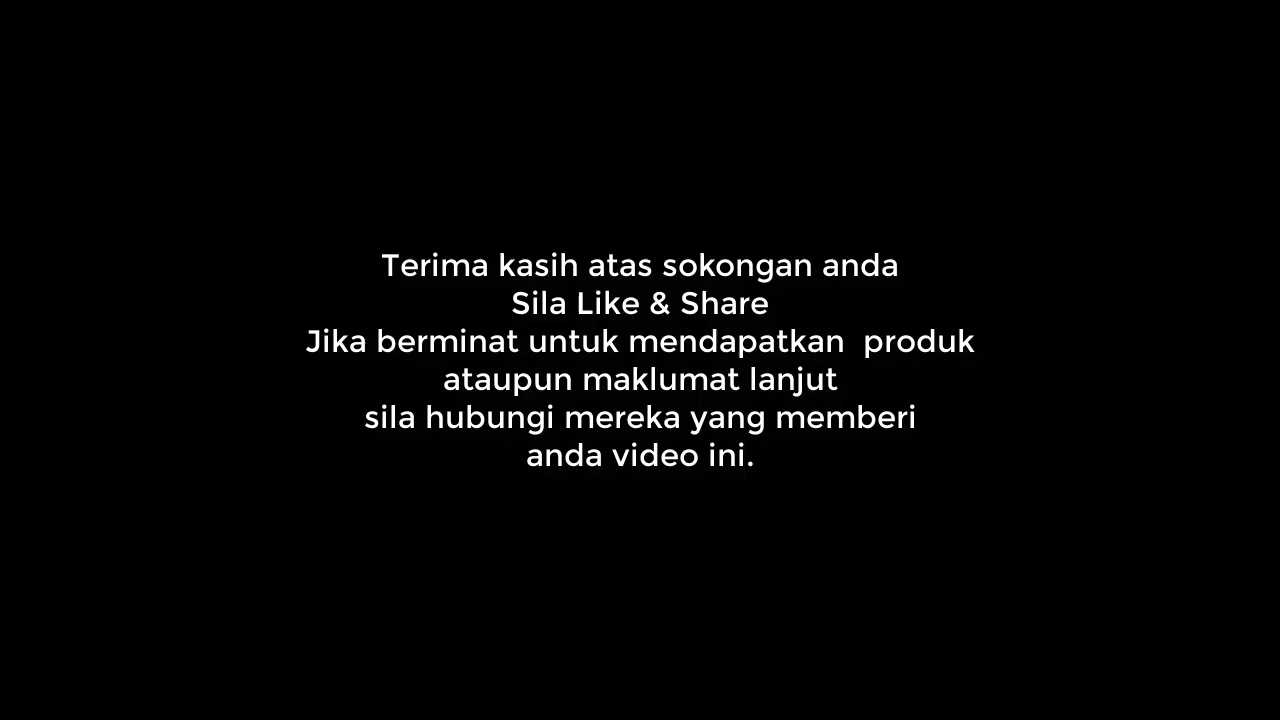 Terima kasih atas sokongan anda
Sila Like & Share
Jika berminat untuk mendapatkan  produk
ataupun maklumat lanjut
sila hubungi mereka yang memberi
anda video ini.